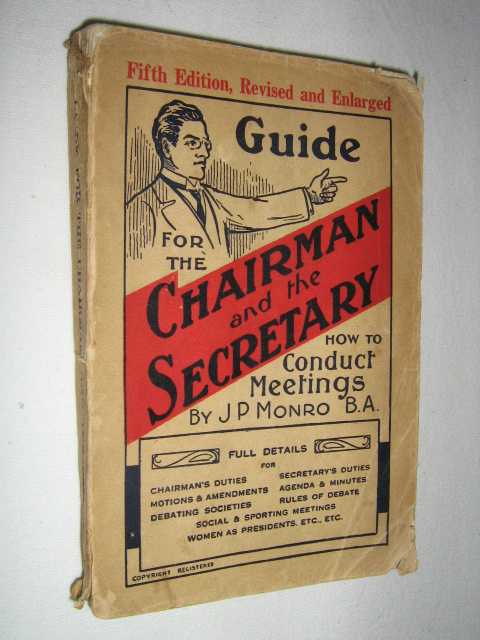 Fifth Edition, Revised and Enlarged
Guide
FOR
THE
CHAIRMAN
and the
SECRETARY
HOW TO
Conduct
Meetings
BY J P MONRO B.A.
FULL DETAILS
FOR
CHAIRMAN'S DUTIES SECRETARY'S DUTIES
MOTIONS & AMENDMENTS AGENDA & MINUTES
DEBATING SOCIETIES RULES OF DEBATE
SOCIAL & SPORTING MEETINGS
WOMEN AS PRESIDENTS. ETC., ETC.
COPYRIGHT REGISTERED